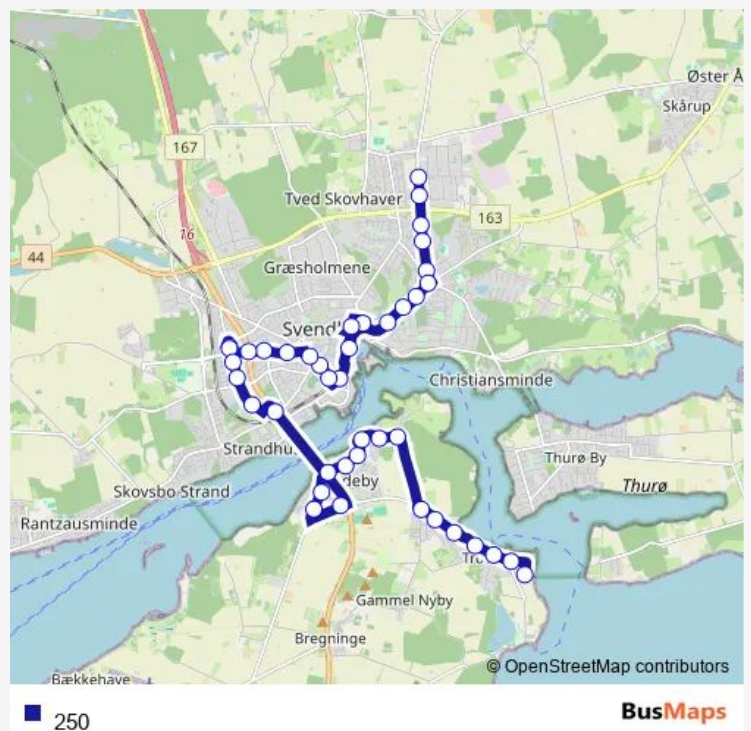 Øster Å
Skårup
167
Tved Skovhaver
163
16
44
Græsholmene
Svend
Christiansminde
Strandhu
Thurø By
deby
Skovsbo Strand
Thurø
Rantzausminde
Tro
Gammel Nyby
Bregninge
© OpenStreetMap contributors
Bækkehave
250
BusMaps